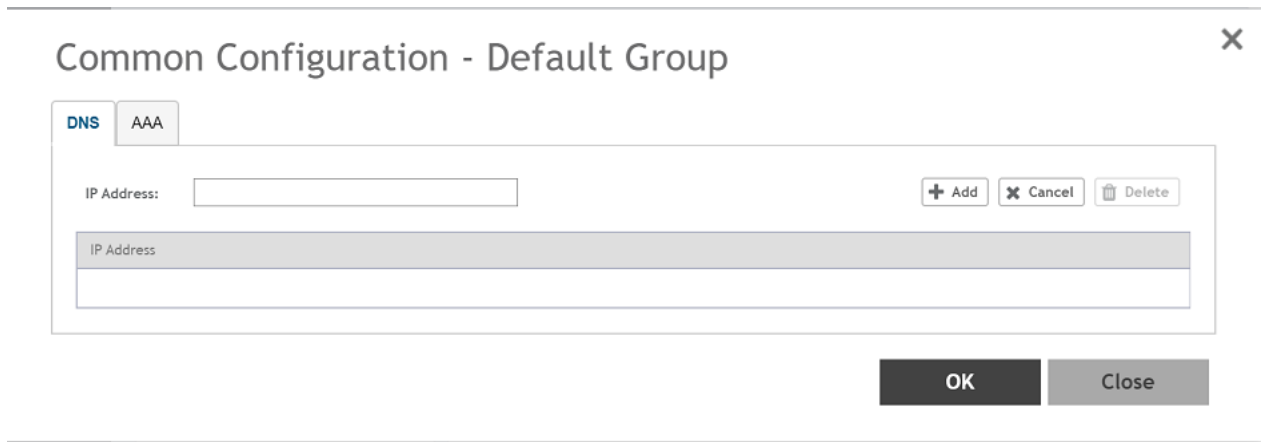 Common Configuration - Default Group
DNS AAA
IP Address: Add Cancel Delete
IP Address
OK Close